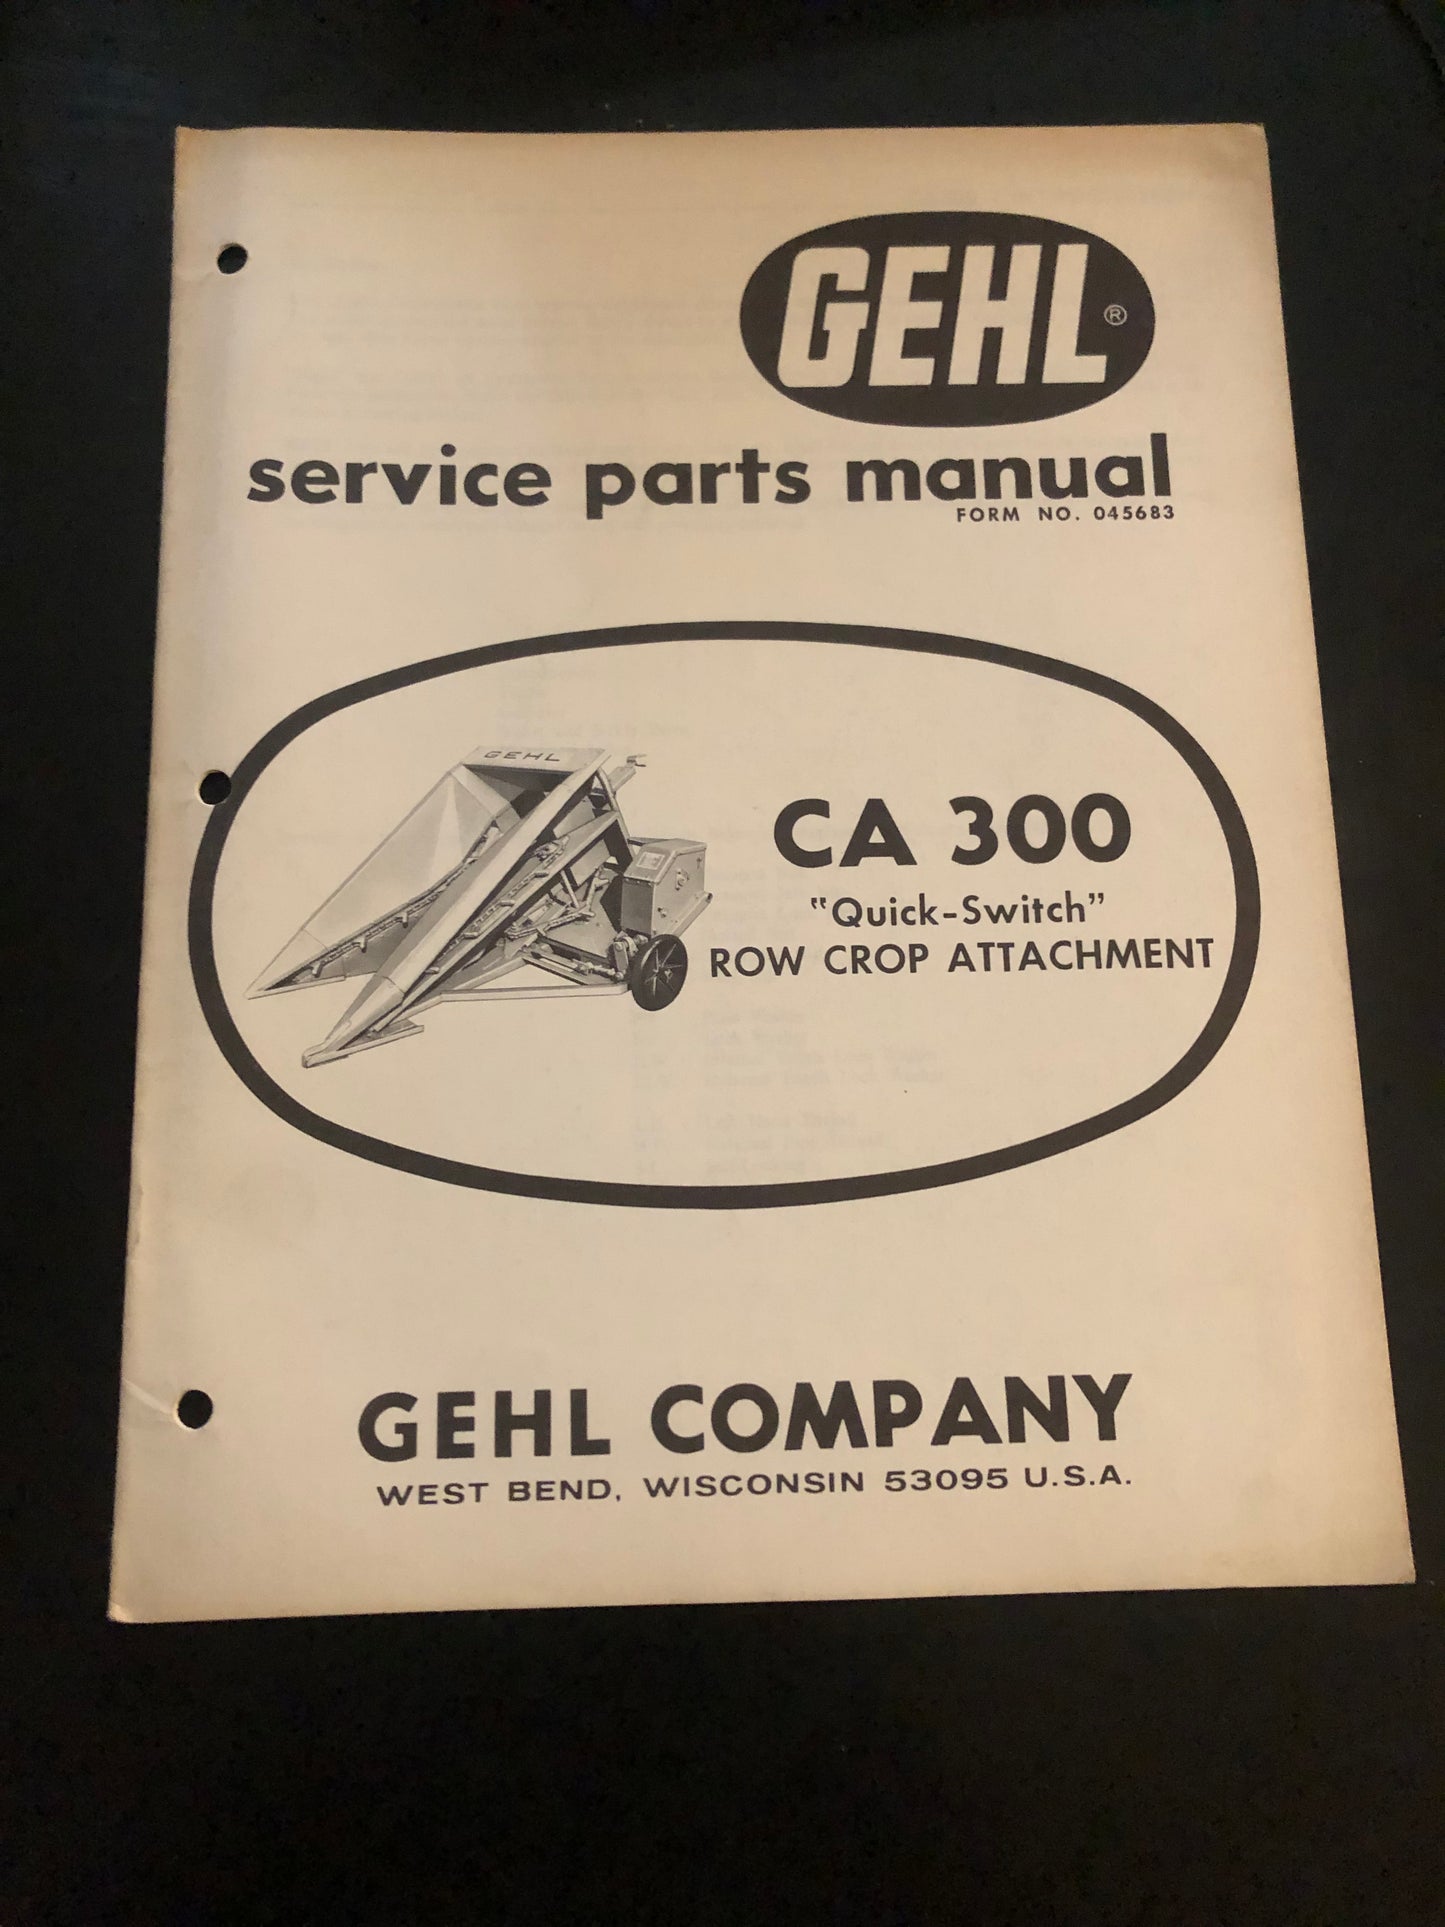 GEHL®
service parts manual
FORM NO. 045683
GEHL
CA 300
"Quick-Switch"
ROW CROP ATTACHMENT
GEHL COMPANY
WEST BEND, WISCONSIN 53095 U.S.A.